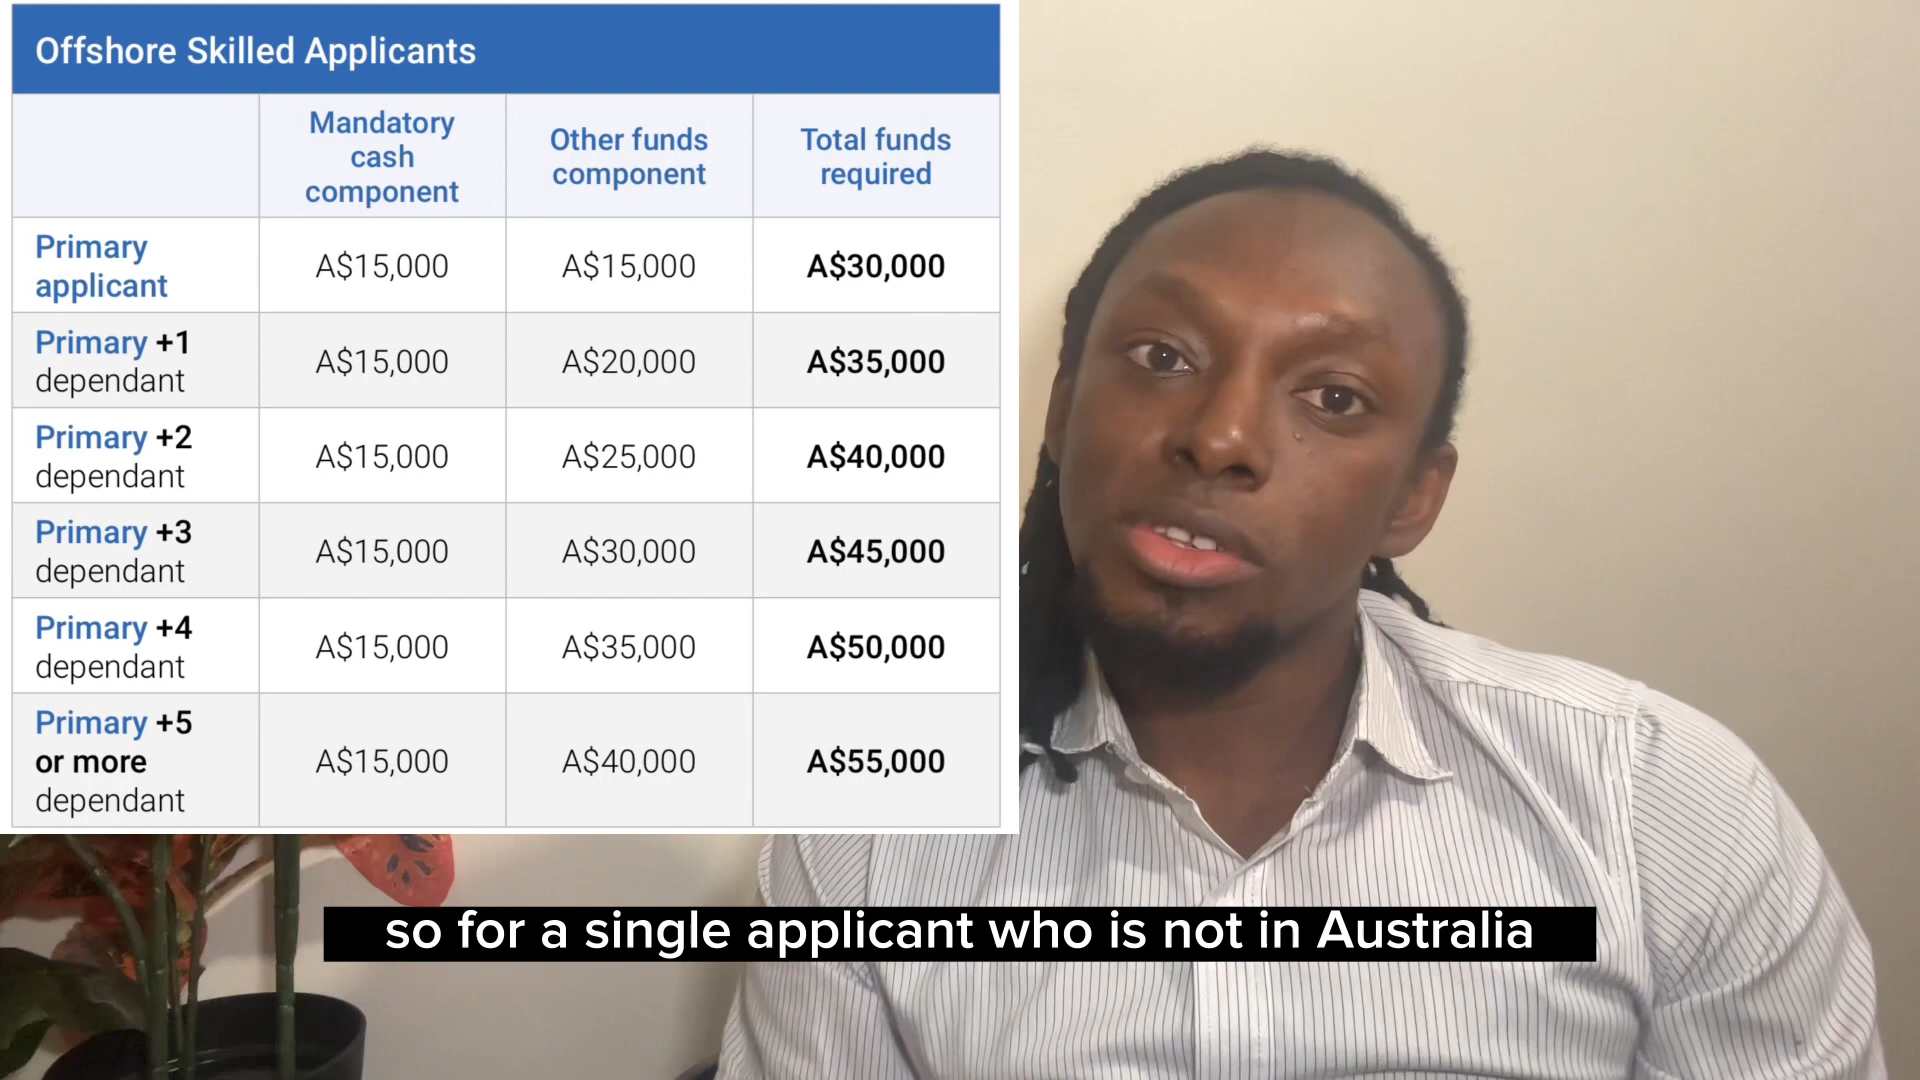 Offshore Skilled Applicants
Mandatory
cash
component
Other funds
component
Total funds
required
Primary
applicant
A$15,000
A$15,000
A$30,000
Primary +1
dependant
A$15,000
A$20,000
A$35,000
Primary +2
dependant
A$15,000
A$25,000
A$40,000
Primary +3
dependant
A$15,000
A$30,000
A$45,000
Primary +4
dependant
A$15,000
A$35,000
A$50,000
Primary +5
or more
dependant
A$15,000
A$40,000
A$55,000
so for a single applicant who is not in Australia